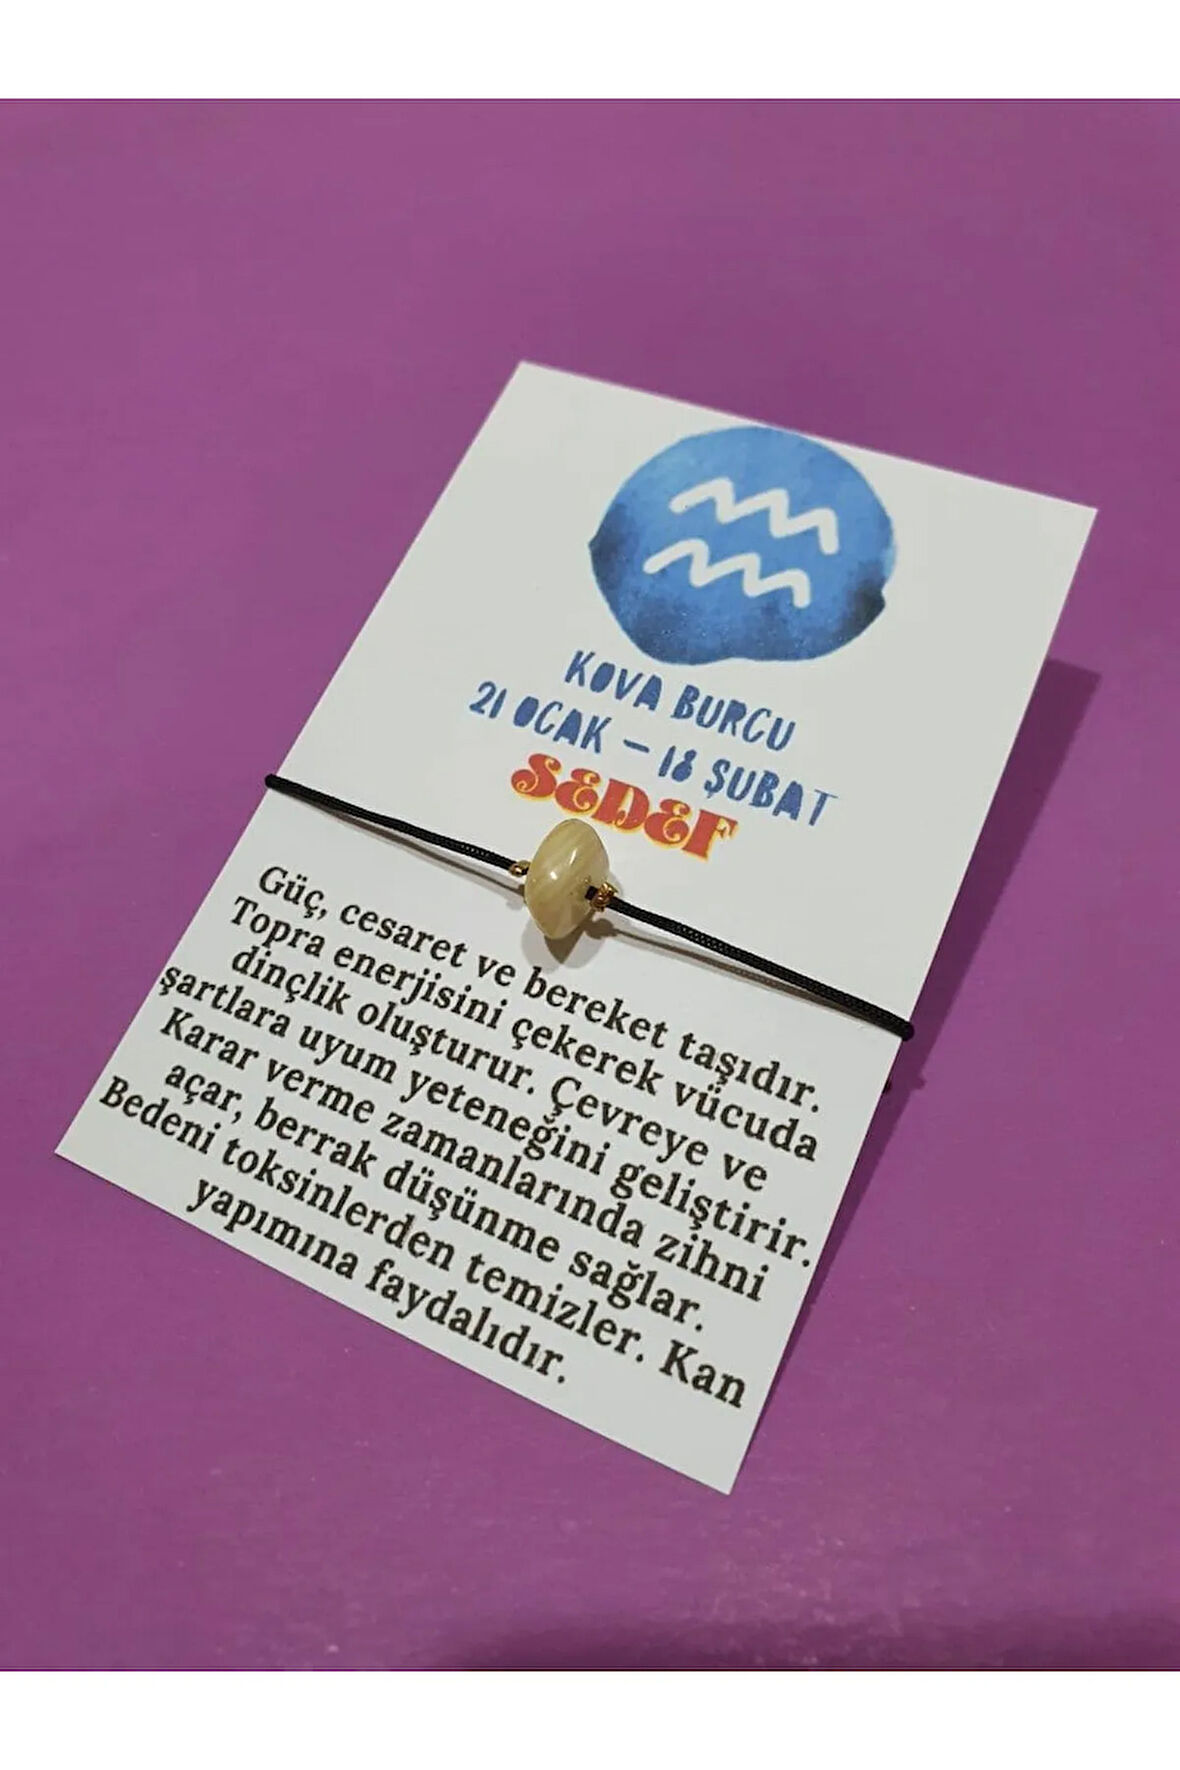 KOVA BURCU
21 OCAK – 18 ŞUBAT
SEDEF
Güç, cesaret ve bereket taşıdır.
Topra enerjisini çekerek vücuda
dinçlik oluşturur. Çevreye ve
şartlara uyum yeteneğini geliştirir.
Karar verme zamanlarında zihni
açar, berrak düşünme sağlar.
Bedeni toksinlerden temizler. Kan
yapımına faydalıdır.